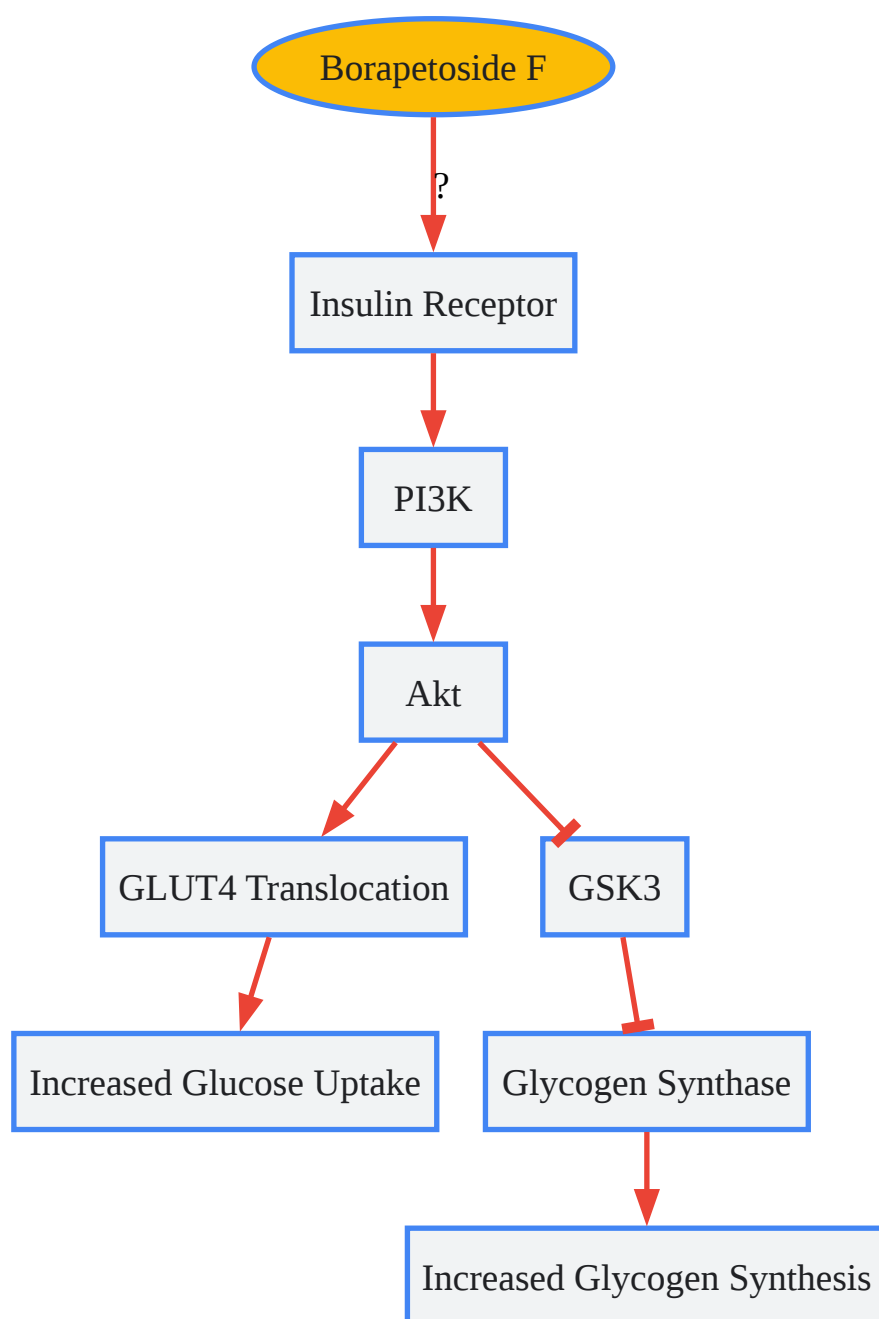 Borapetoside F
?
Insulin Receptor
PI3K
Akt
GLUT4 Translocation
GSK3
Increased Glucose Uptake
Glycogen Synthase
Increased Glycogen Synthesis